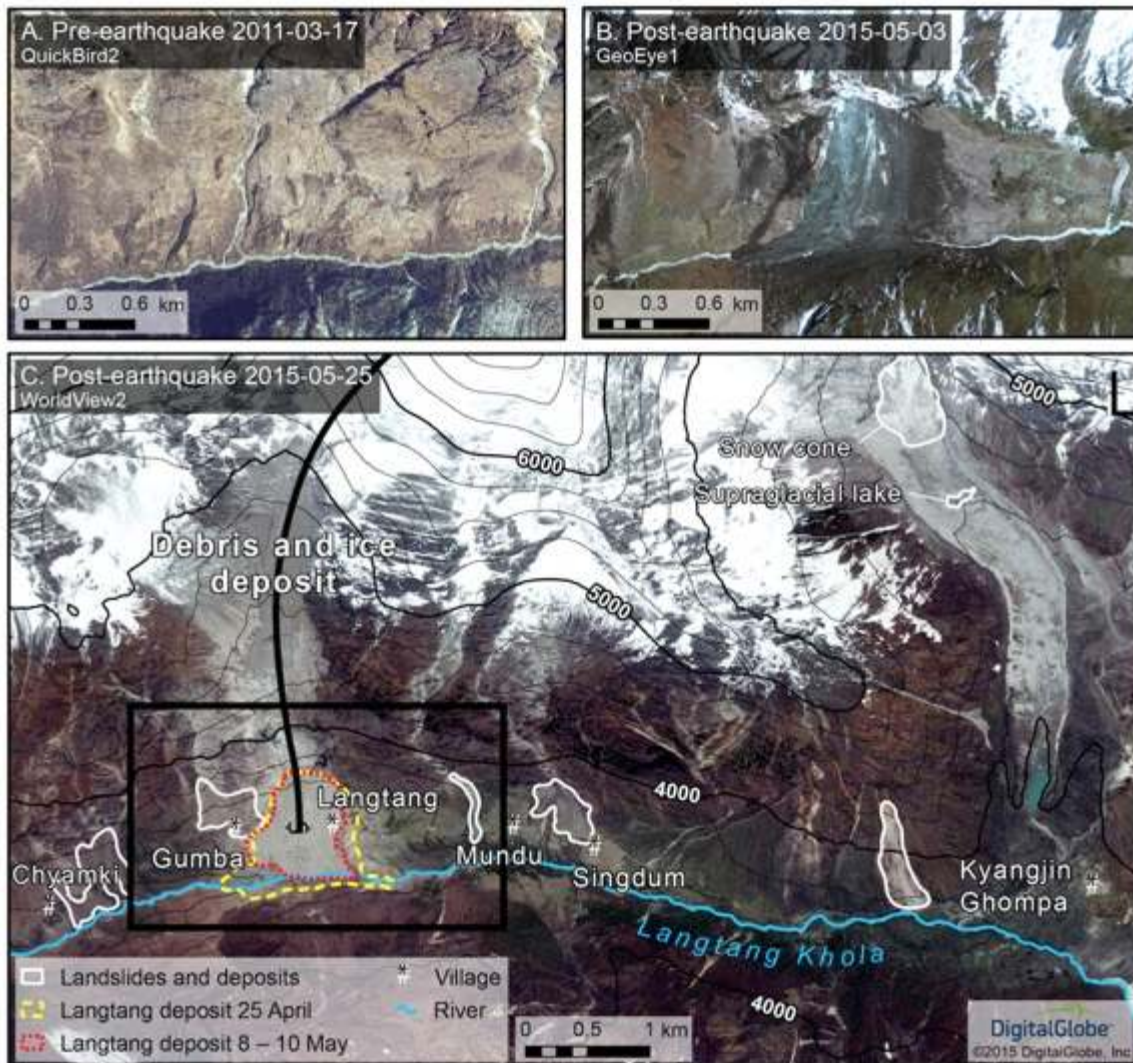 A. Pre-earthquake 2011-03-17
QuickBird2
0 0.3 0.6 km
B. Post-earthquake 2015-05-03
GeoEye1
0 0.3 0.6 km
C. Post-earthquake 2015-05-25
WorldView2
5000
Snow cone
6000
Supraglacial lake
Debris and ice
deposit
5000
4000
Langtang
Gumba
Mundu
Chyamki
Singdum
Kyangjin
Ghompa
Langtang Khola
4000
Landslides and deposits
Village
Langtang deposit 25 April
River
Langtang deposit 8 – 10 May
0 0.5 1 km
DigitalGlobe
©2015 DigitalGlobe, Inc